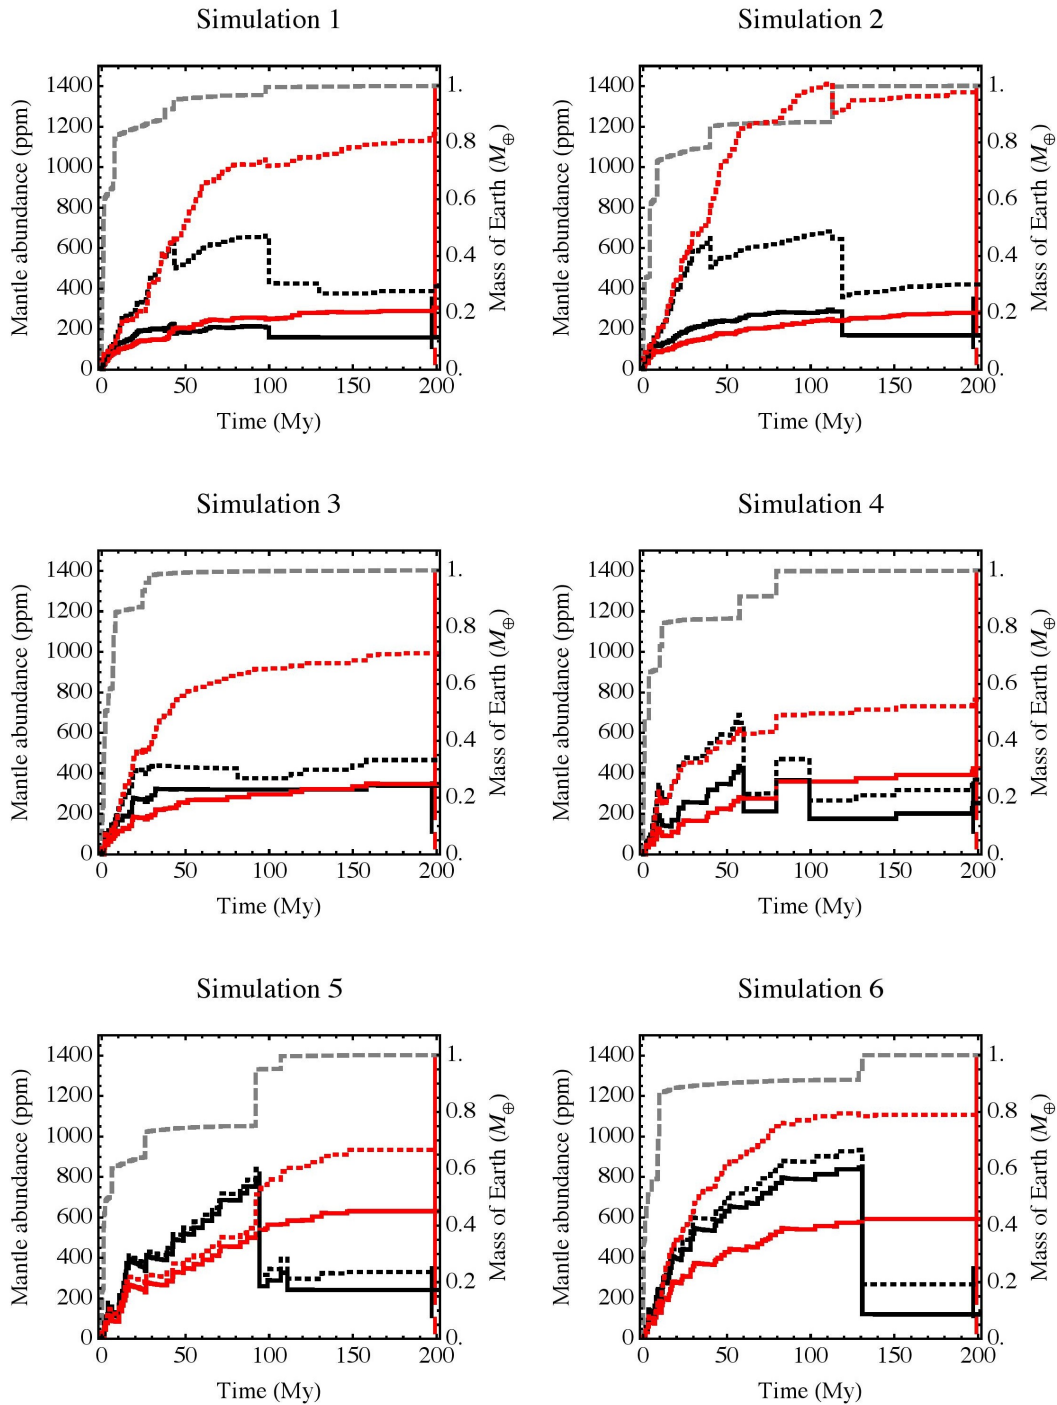 Simulation 1
Mantle abundance (ppm)
1400
1200
1000
800
600
400
200
0
1.
0.8
0.6
0.4
0.2
0.
Mass of Earth (M⊕)
0 50 100 150 200
Time (My)
Simulation 2
Mantle abundance (ppm)
1400
1200
1000
800
600
400
200
0
1.
0.8
0.6
0.4
0.2
0.
Mass of Earth (M⊕)
0 50 100 150 200
Time (My)
Simulation 3
Mantle abundance (ppm)
1400
1200
1000
800
600
400
200
0
1.
0.8
0.6
0.4
0.2
0.
Mass of Earth (M⊕)
0 50 100 150 200
Time (My)
Simulation 4
Mantle abundance (ppm)
1400
1200
1000
800
600
400
200
0
1.
0.8
0.6
0.4
0.2
0.
Mass of Earth (M⊕)
0 50 100 150 200
Time (My)
Simulation 5
Mantle abundance (ppm)
1400
1200
1000
800
600
400
200
0
1.
0.8
0.6
0.4
0.2
0.
Mass of Earth (M⊕)
0 50 100 150 200
Time (My)
Simulation 6
Mantle abundance (ppm)
1400
1200
1000
800
600
400
200
0
1.
0.8
0.6
0.4
0.2
0.
Mass of Earth (M⊕)
0 50 100 150 200
Time (My)